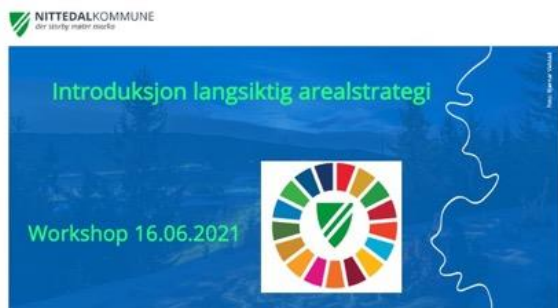 NITTEDALKOMMUNE
der storby møter marka
Introduksjon langsiktig arealstrategi
Workshop 16.06.2021